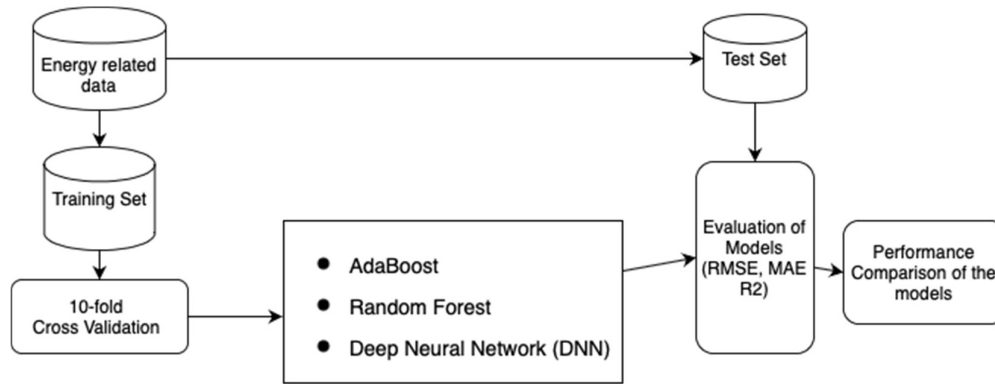 Energy related
data
Test Set
Training Set
10-fold
Cross Validation
● AdaBoost
● Random Forest
● Deep Neural Network (DNN)
Evaluation of
Models
(RMSE, MAE
R2)
Performance
Comparison of the
models